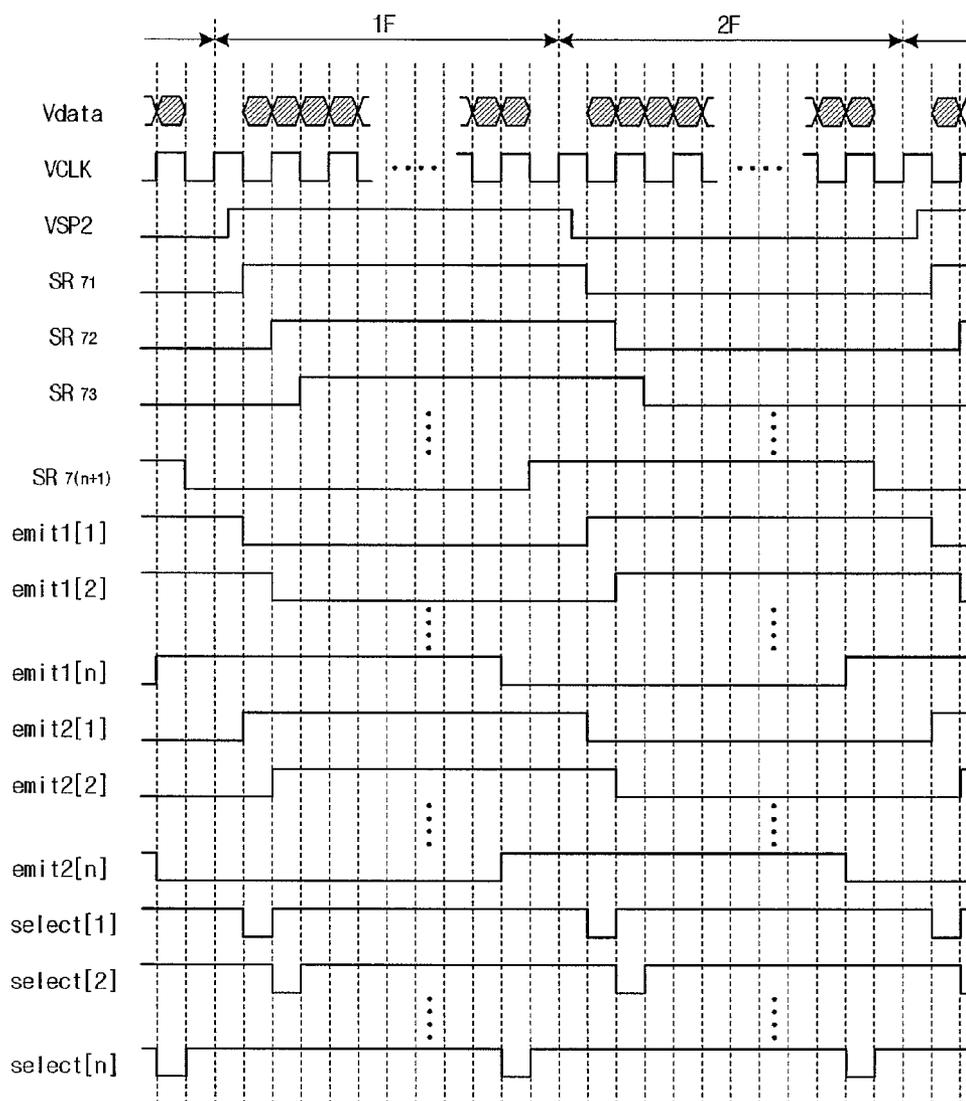 1F 2F
Vdata
VCLK
VSP2
SR 71
SR 72
SR 73
SR 7(n+1)
emit1[1]
emit1[2]
emit1[n]
emit2[1]
emit2[2]
emit2[n]
select[1]
select[2]
select[n]